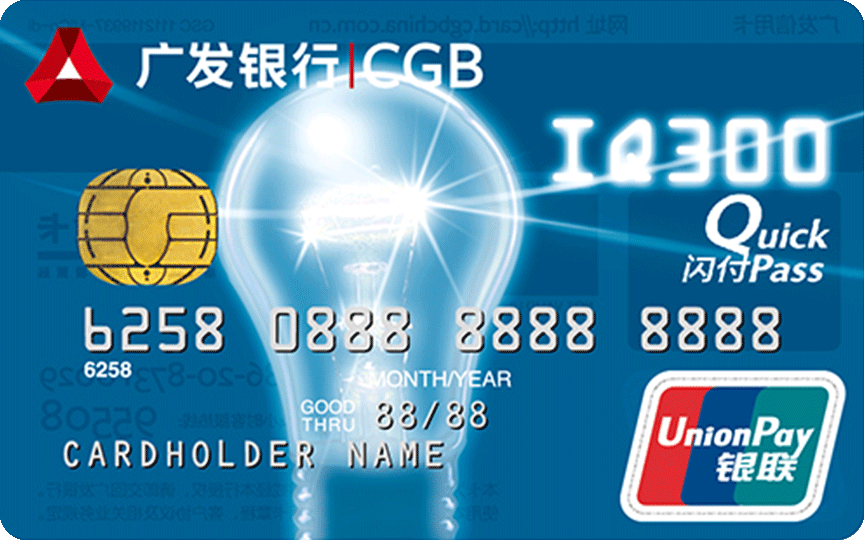 广发银行|CGB
IQ300
Quick
闪付Pass
6258 0888 8888 8888
6258
MONTH/YEAR
GOOD THRU 88/88
CARDHOLDER NAME
UnionPay
银联